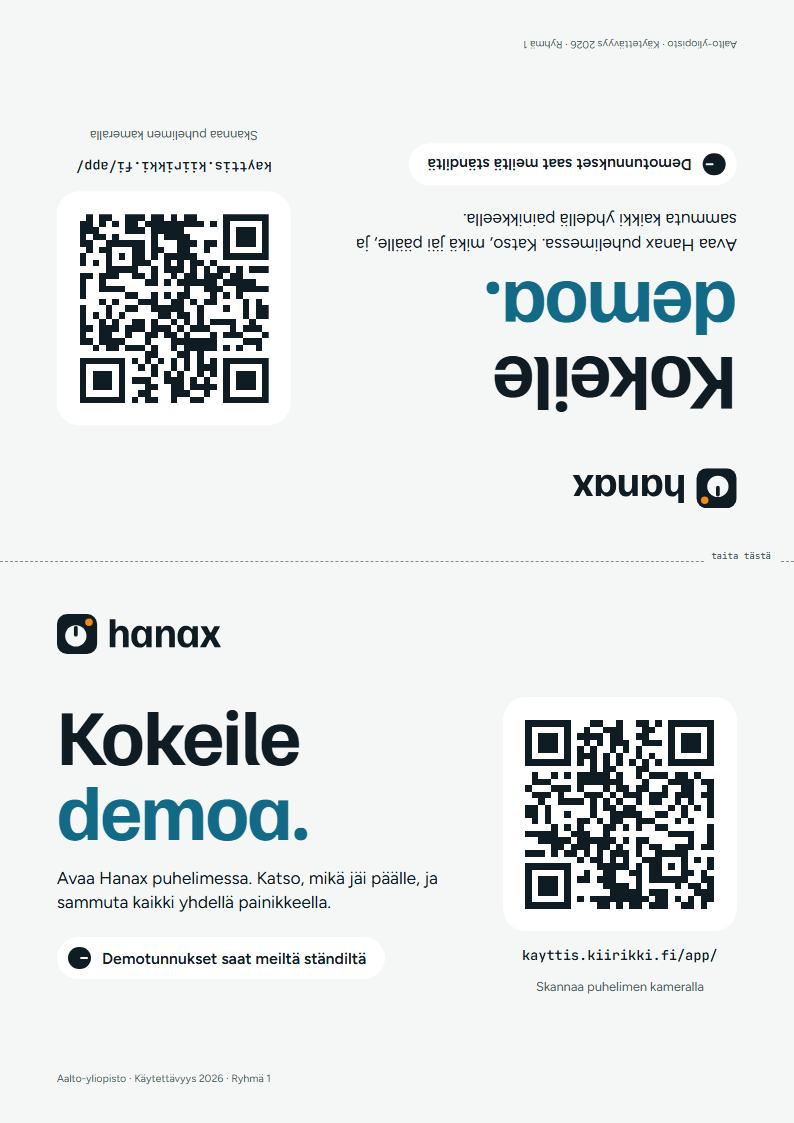 Aalto-yliopisto · Käytettävyys 2026 · Ryhmä 1
Skannaa puhelimen kameralla
kayttis.kiirikki.fi/app/
Demotunnukset saat meiltä ständiltä
Avaa Hanax puhelimessa. Katso, mikä jäi päälle, ja
sammuta kaikki yhdellä painikkeella.
Kokeile
demoa.
hanax
taita tästä
hanax
Kokeile
demoa.
Avaa Hanax puhelimessa. Katso, mikä jäi päälle, ja
sammuta kaikki yhdellä painikkeella.
Demotunnukset saat meiltä ständiltä
kayttis.kiirikki.fi/app/
Skannaa puhelimen kameralla
Aalto-yliopisto · Käytettävyys 2026 · Ryhmä 1